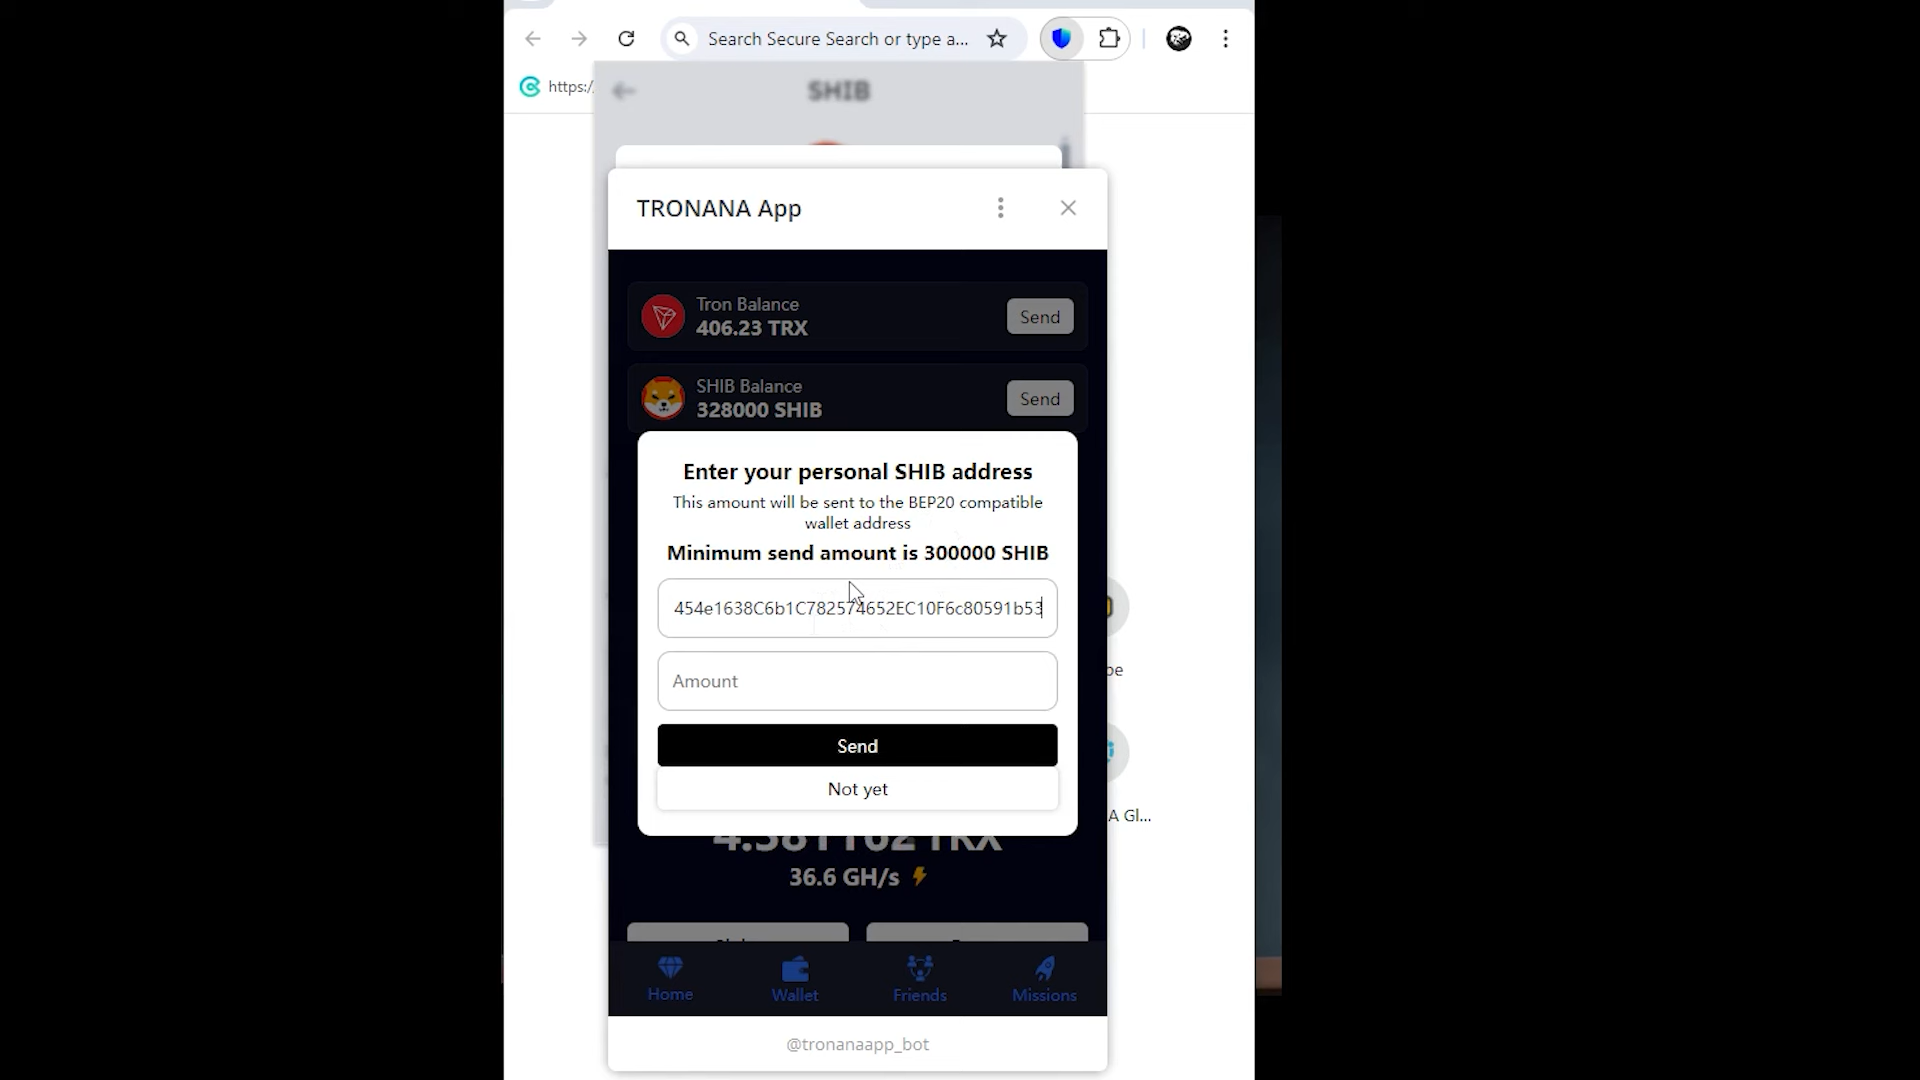 Search Secure Search or type a...
https:/
SHIB
TRONANA App
Tron Balance
406.23 TRX
Send
SHIB Balance
328000 SHIB
Send
Enter your personal SHIB address
This amount will be sent to the BEP20 compatible
wallet address
Minimum send amount is 300000 SHIB
454e1638C6b1C782574652EC10F6c80591b53
Amount
Send
Not yet
36.6 GH/s
Home
Wallet
Friends
Missions
@tronanaapp_bot
be
A Gl...